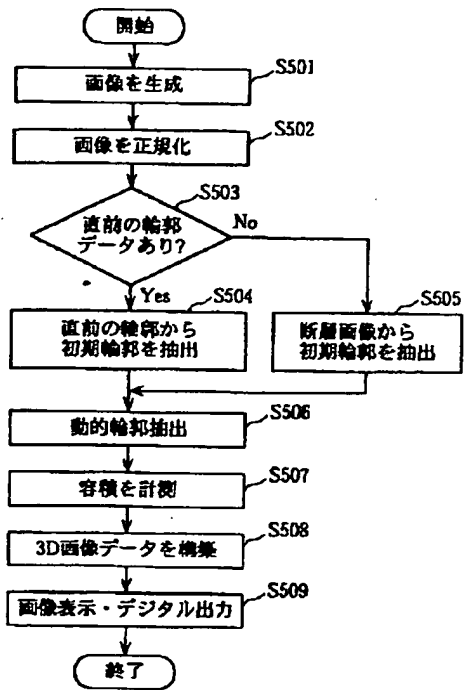 開始
S501
画像を生成
S502
画像を正規化
S503
直前の輪郭
データあり?
No
Yes
S504
直前の輪郭から
初期輪郭を抽出
S505
断層画像から
初期輪郭を抽出
S506
動的輪郭抽出
S507
容積を計測
S508
3D画像データを構築
S509
画像表示・デジタル出力
終了